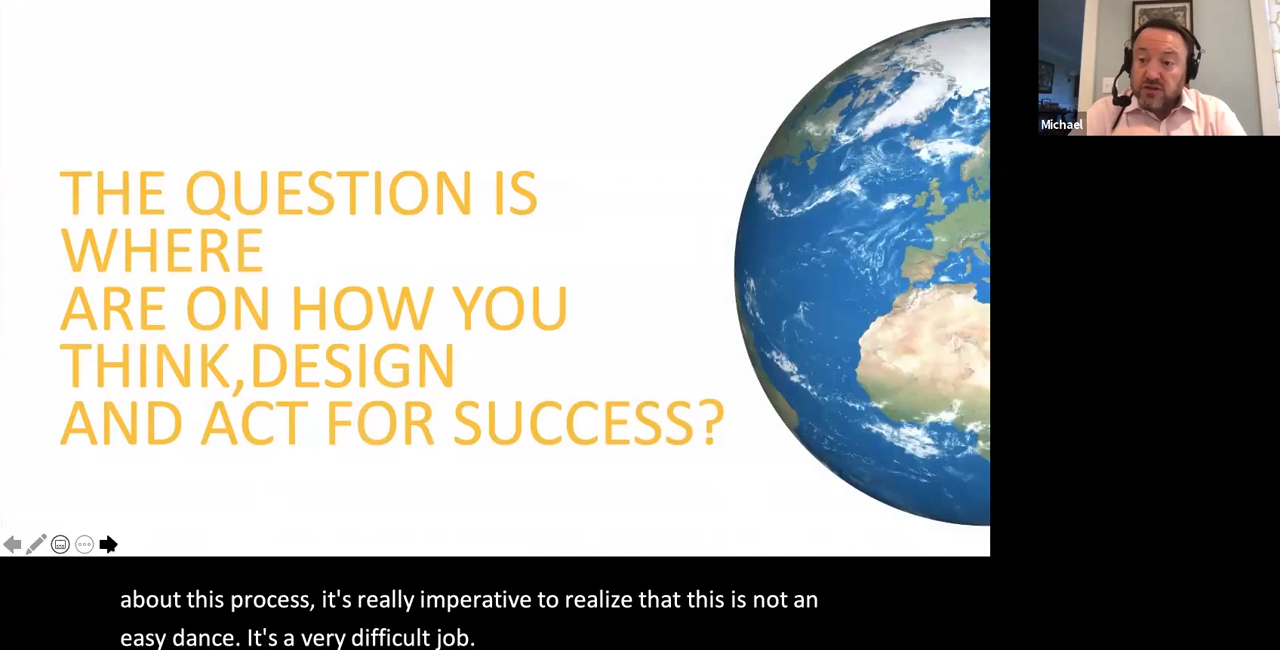 THE QUESTION IS
WHERE
ARE ON HOW YOU
THINK,DESIGN
AND ACT FOR SUCCESS?
Michael
about this process, it's really imperative to realize that this is not an
easy dance. It's a very difficult job.